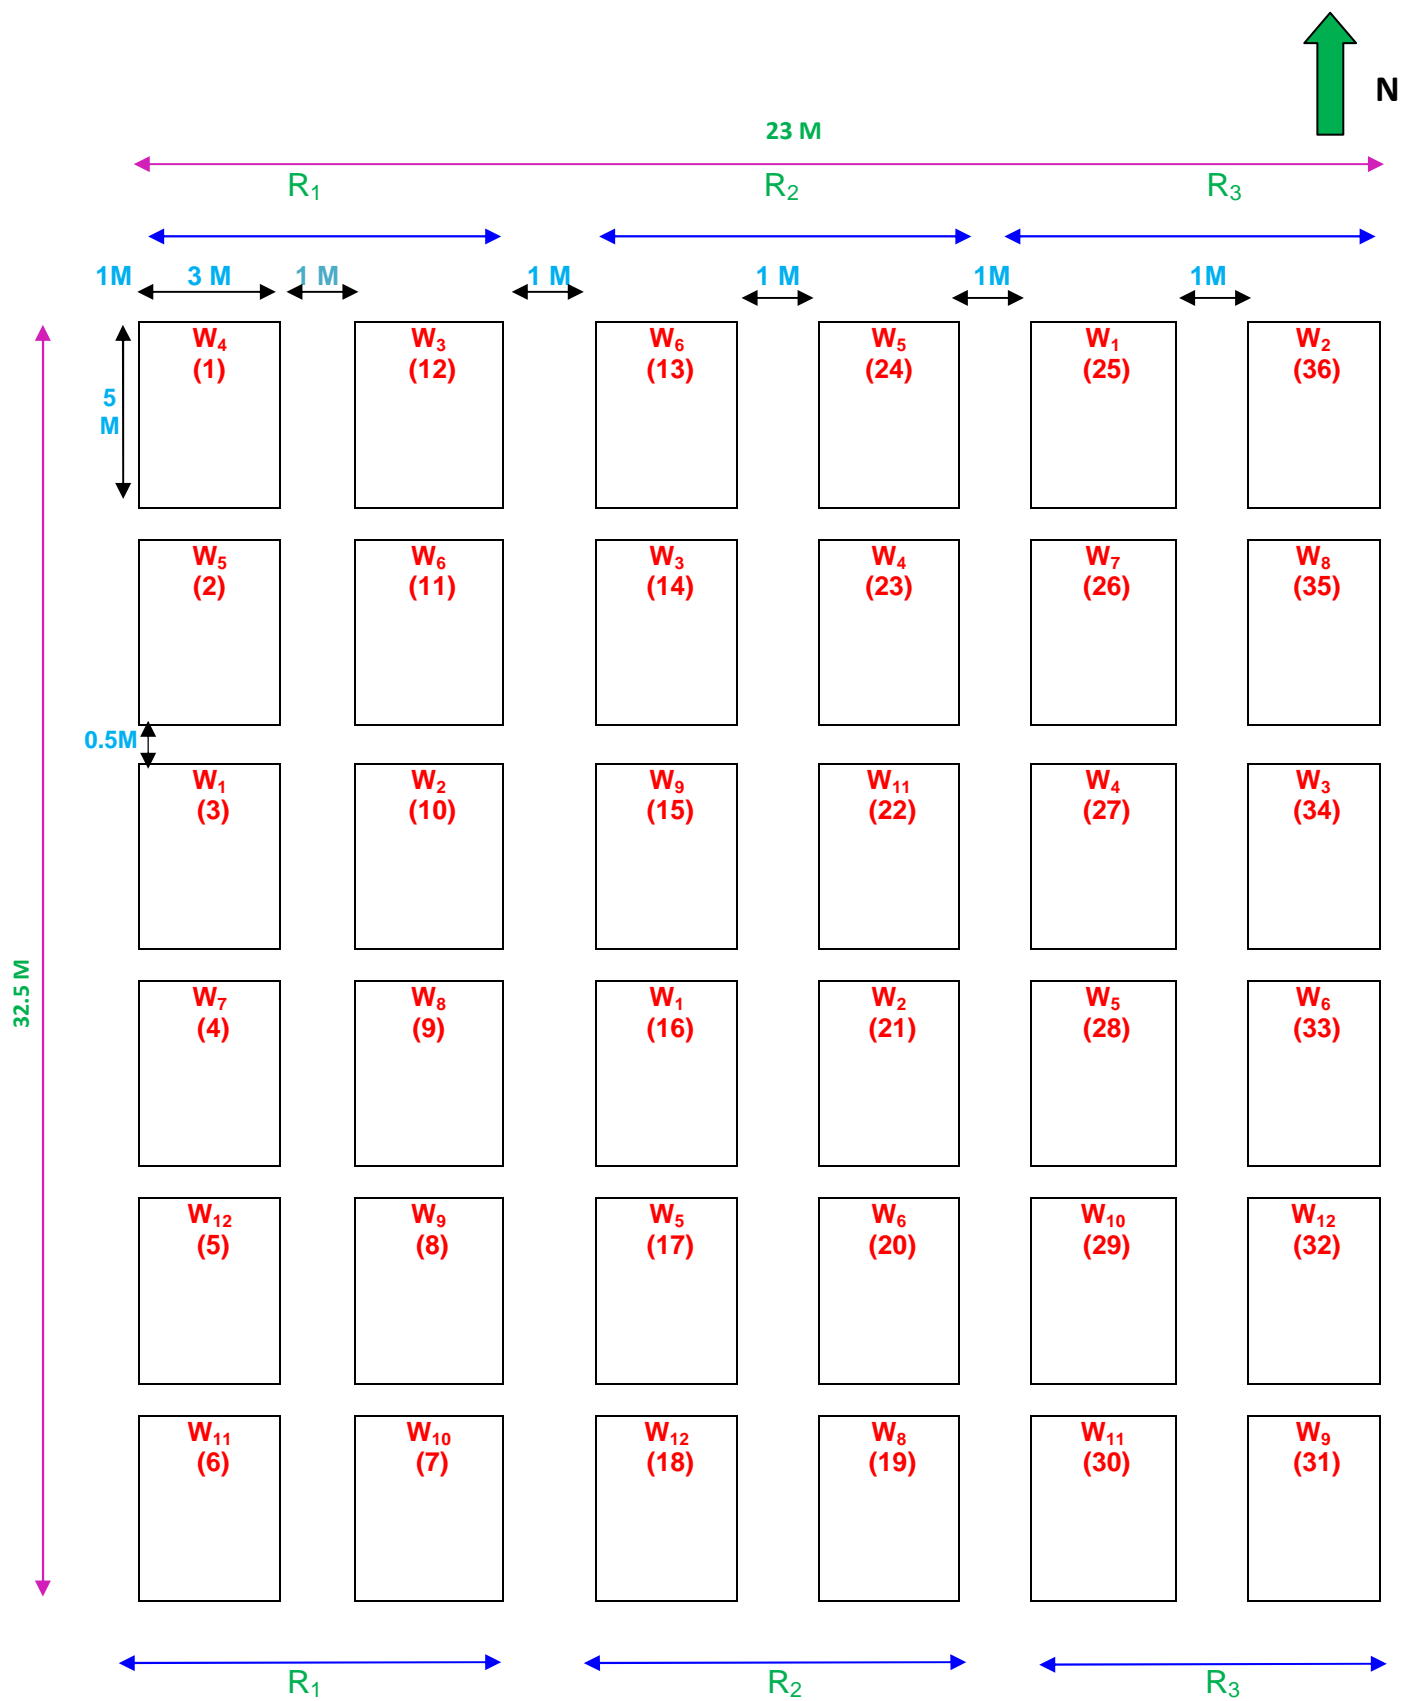 N
23 M
R₁ R₂ R₃
1M 3 M 1 M 1 M 1 M 1M 1M
W₄ W₃ W₆ W₅ W₁ W₂
(1) (12) (13) (24) (25) (36)
5
M
W₅ W₆ W₃ W₄ W₇ W₈
(2) (11) (14) (23) (26) (35)
0.5M
W₁ W₂ W₉ W₁₁ W₄ W₃
(3) (10) (15) (22) (27) (34)
32.5 M
W₇ W₈ W₁ W₂ W₅ W₆
(4) (9) (16) (21) (28) (33)
W₁₂ W₉ W₅ W₆ W₁₀ W₁₂
(5) (8) (17) (20) (29) (32)
W₁₁ W₁₀ W₁₂ W₈ W₁₁ W₉
(6) (7) (18) (19) (30) (31)
R₁ R₂ R₃